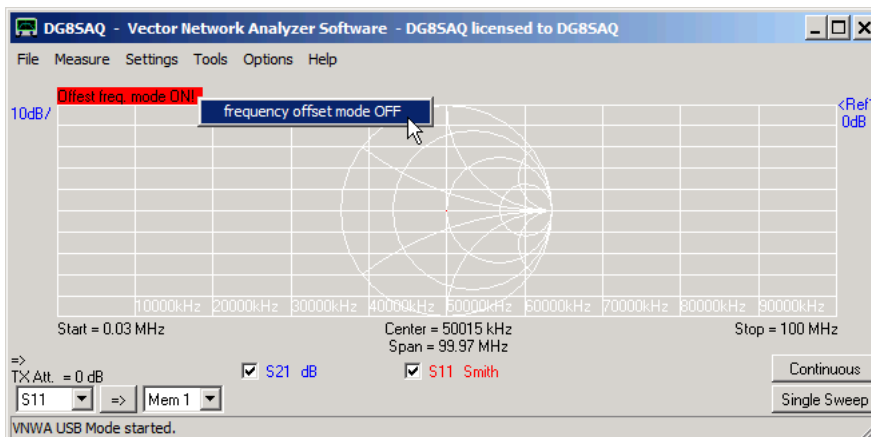 DG8SAQ - Vector Network Analyzer Software - DG8SAQ licensed to DG8SAQ
File Measure Settings Tools Options Help
Offest freq. mode ON!
frequency offset mode OFF
10dB/
<Ref1
0dB
10000kHz 20000kHz 30000kHz 40000kHz 50000kHz 60000kHz 70000kHz 80000kHz 90000kHz
Start = 0.03 MHz
Center = 50015 kHz
Stop = 100 MHz
Span = 99.97 MHz
=>
TX Att. = 0 dB
S21 dB
S11 Smith
Continuous
S11
=>
Mem 1
Single Sweep
VNWA USB Mode started.